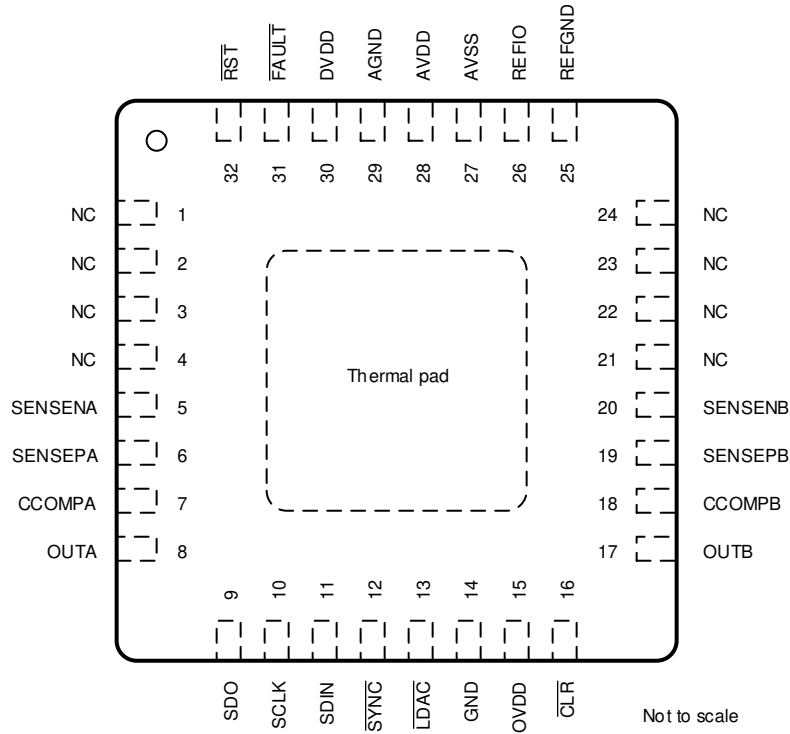 RST
FAULT
DVDD
AGND
AVDD
AVSS
REFIO
REFGND
32
31
30
29
28
27
26
25
NC 1
NC 2
NC 3
NC 4
SENSENA 5
SENSEPA 6
CCOMPA 7
OUTA 8
Thermal pad
24 NC
23 NC
22 NC
21 NC
20 SENSENB
19 SENSEPB
18 CCOMPB
17 OUTB
9
10
11
12
13
14
15
16
SDO
SCLK
SDIN
SYNC
LDAC
GND
OVDD
CLR
Not to scale